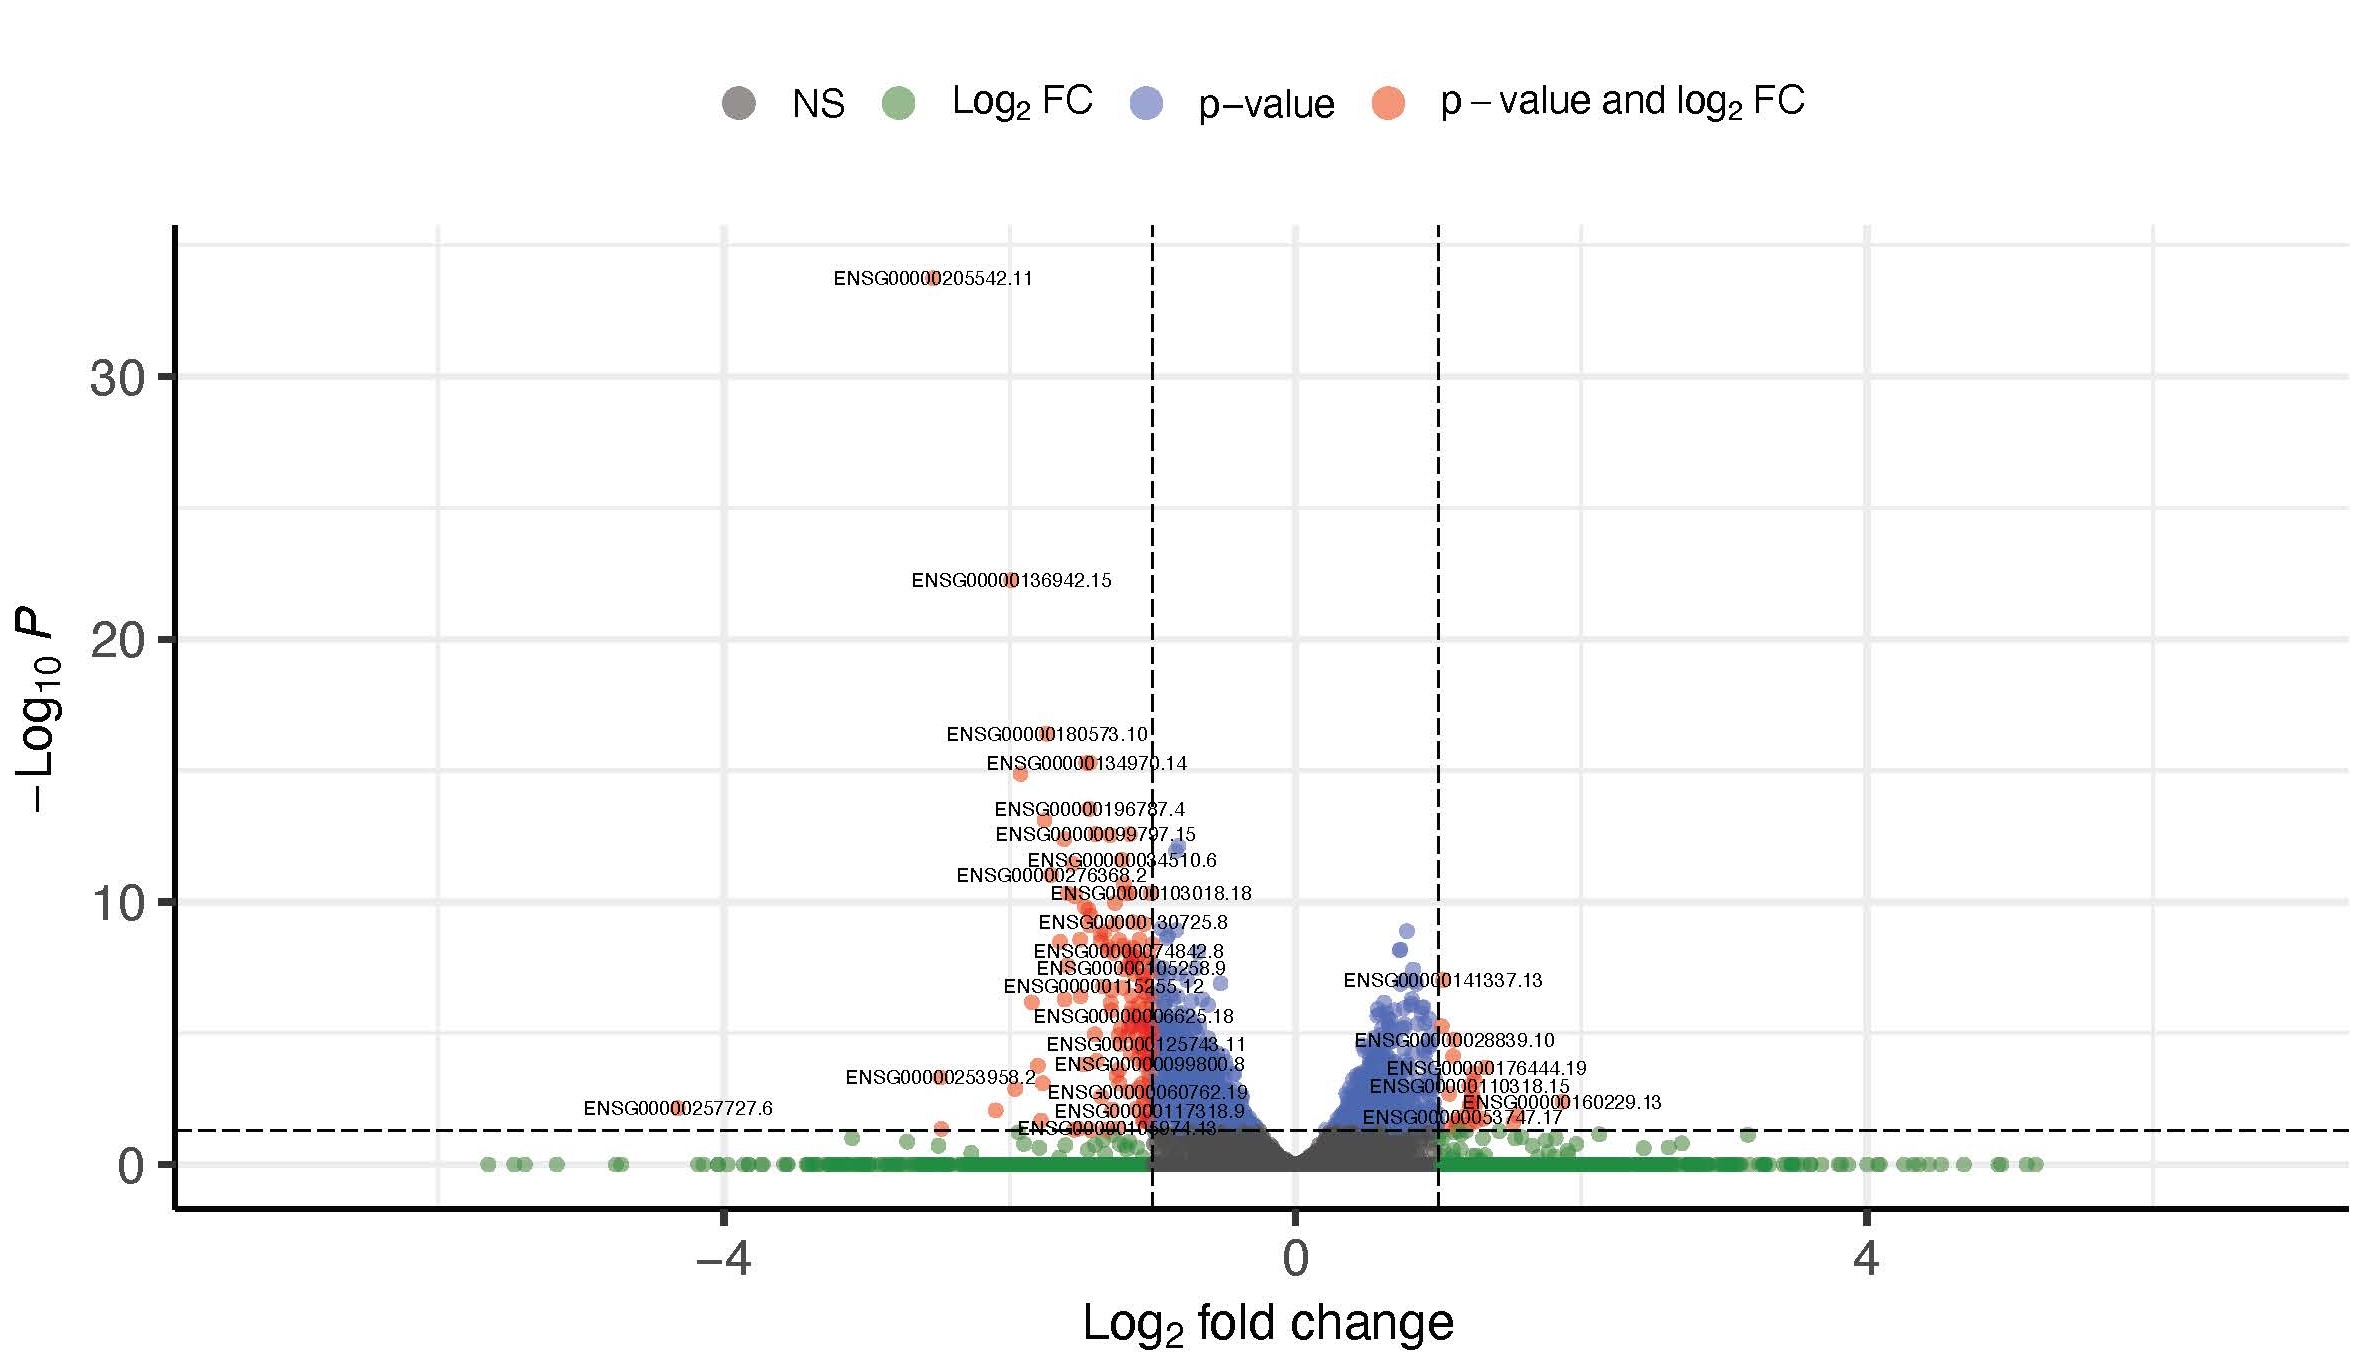 NS Log2 FC p−value p − value and log2 FC
ENSG00000205542.11
30
ENSG00000136942.15
20
−Log10 P
ENSG00000180573.10
ENSG00000134970.14
ENSG00000196787.4
ENSG00000099797.15
ENSG00000034510.6
ENSG00000276368.2
ENSG00000103018.18
10
ENSG00000130725.8
ENSG00000074842.8
ENSG00000105258.9
ENSG00000141337.13
ENSG00000115255.12
ENSG00000006625.18
ENSG00000028839.10
ENSG00000125743.11
ENSG00000099800.8
ENSG00000176444.19
ENSG00000253958.2
ENSG00000110318.15
ENSG00000060762.19
ENSG00000160229.13
ENSG00000257727.6
ENSG00000117318.9
ENSG00000053747.17
ENSG00000105974.13
0
−4 0 4
Log2 fold change